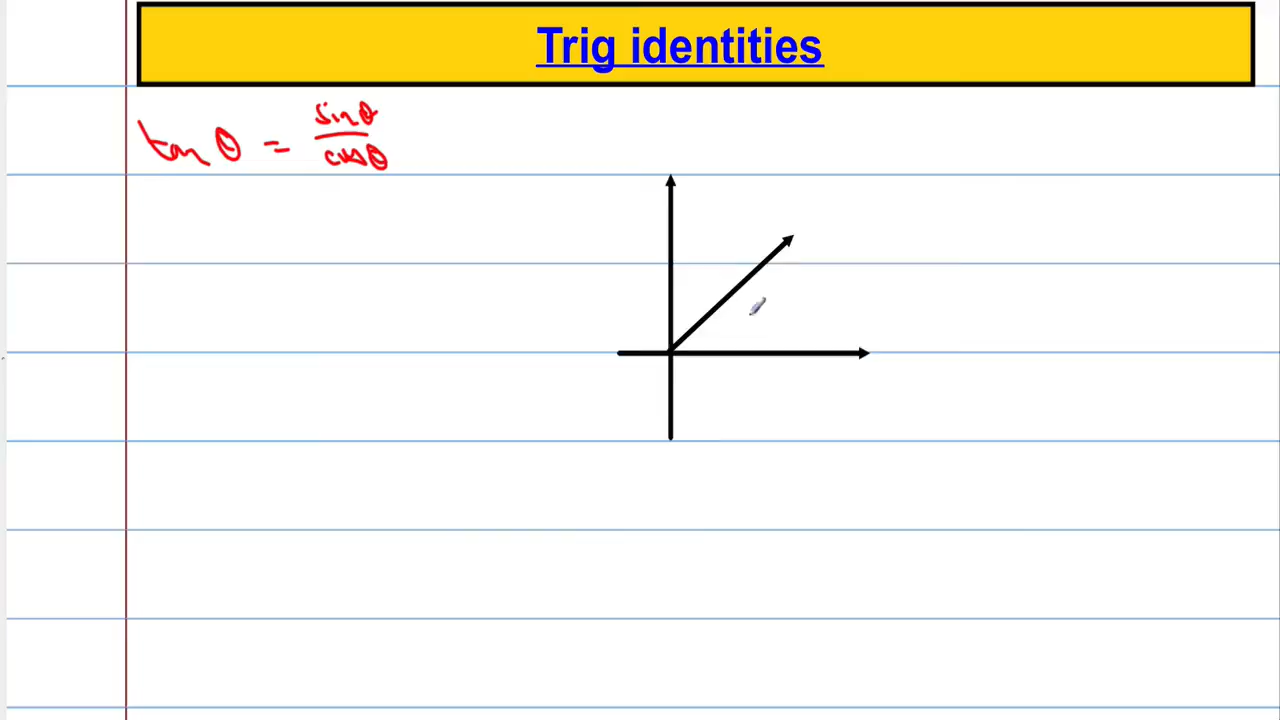 Trig identities
tan θ = sinθ/cosθ